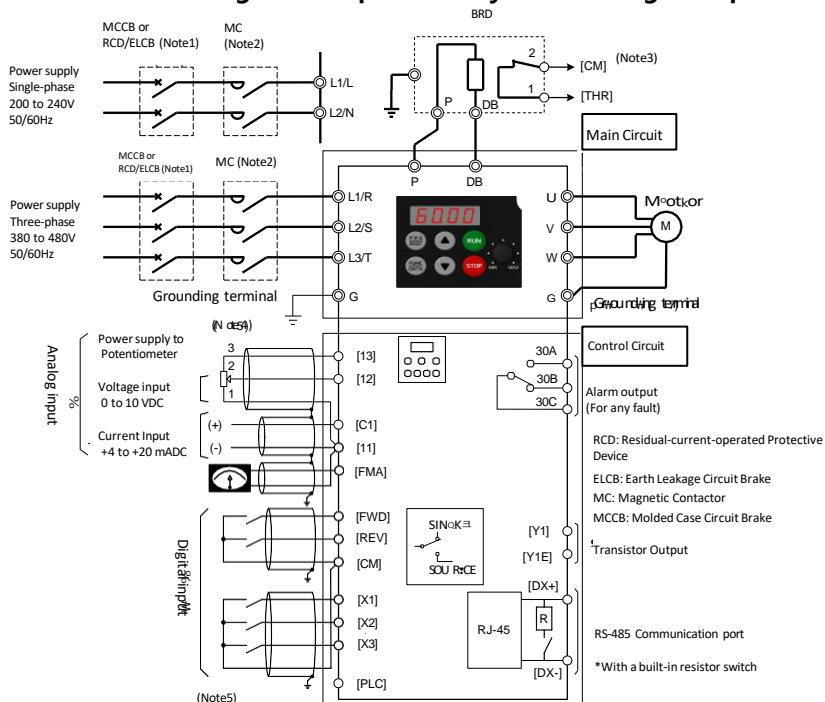 BRD
MCCB or
RCD/ELCB (Note1)
MC
(Note2)
Power supply
Single-phase
200 to 240V
50/60Hz
L1/L
L2/N
P
DB
2
1
[CM]
(Note3)
[THR]
Main Circuit
MCCB or
RCD/ELCB (Note1)
MC (Note2)
P
DB
Power supply
Three-phase
380 to 480V
50/60Hz
L1/R
L2/S
L3/T
G
Grounding terminal
60.00
PRG
RESET
RUN
FUNC
DATA
STOP
MIN
MAX
U
V
W
G
M
Control Circuit
Analog input
Power supply to
Potentiometer
Voltage input
0 to 10 VDC
Current Input
+4 to +20 mADC
3
2
1
(+)
(-)
[13]
[12]
[C1]
[11]
[FMA]
30A
30B
30C
Alarm output
(For any fault)
RCD: Residual-current-operated Protective
Device
ELCB: Earth Leakage Circuit Brake
MC: Magnetic Contactor
MCCB: Molded Case Circuit Brake
[FWD]
[REV]
[CM]
[X1]
[X2]
[X3]
[PLC]
[Y1]
[Y1E]
Transistor Output
[DX+]
[DX-]
RJ-45
R
RS-485 Communication port
*With a built-in resistor switch
(Note5)